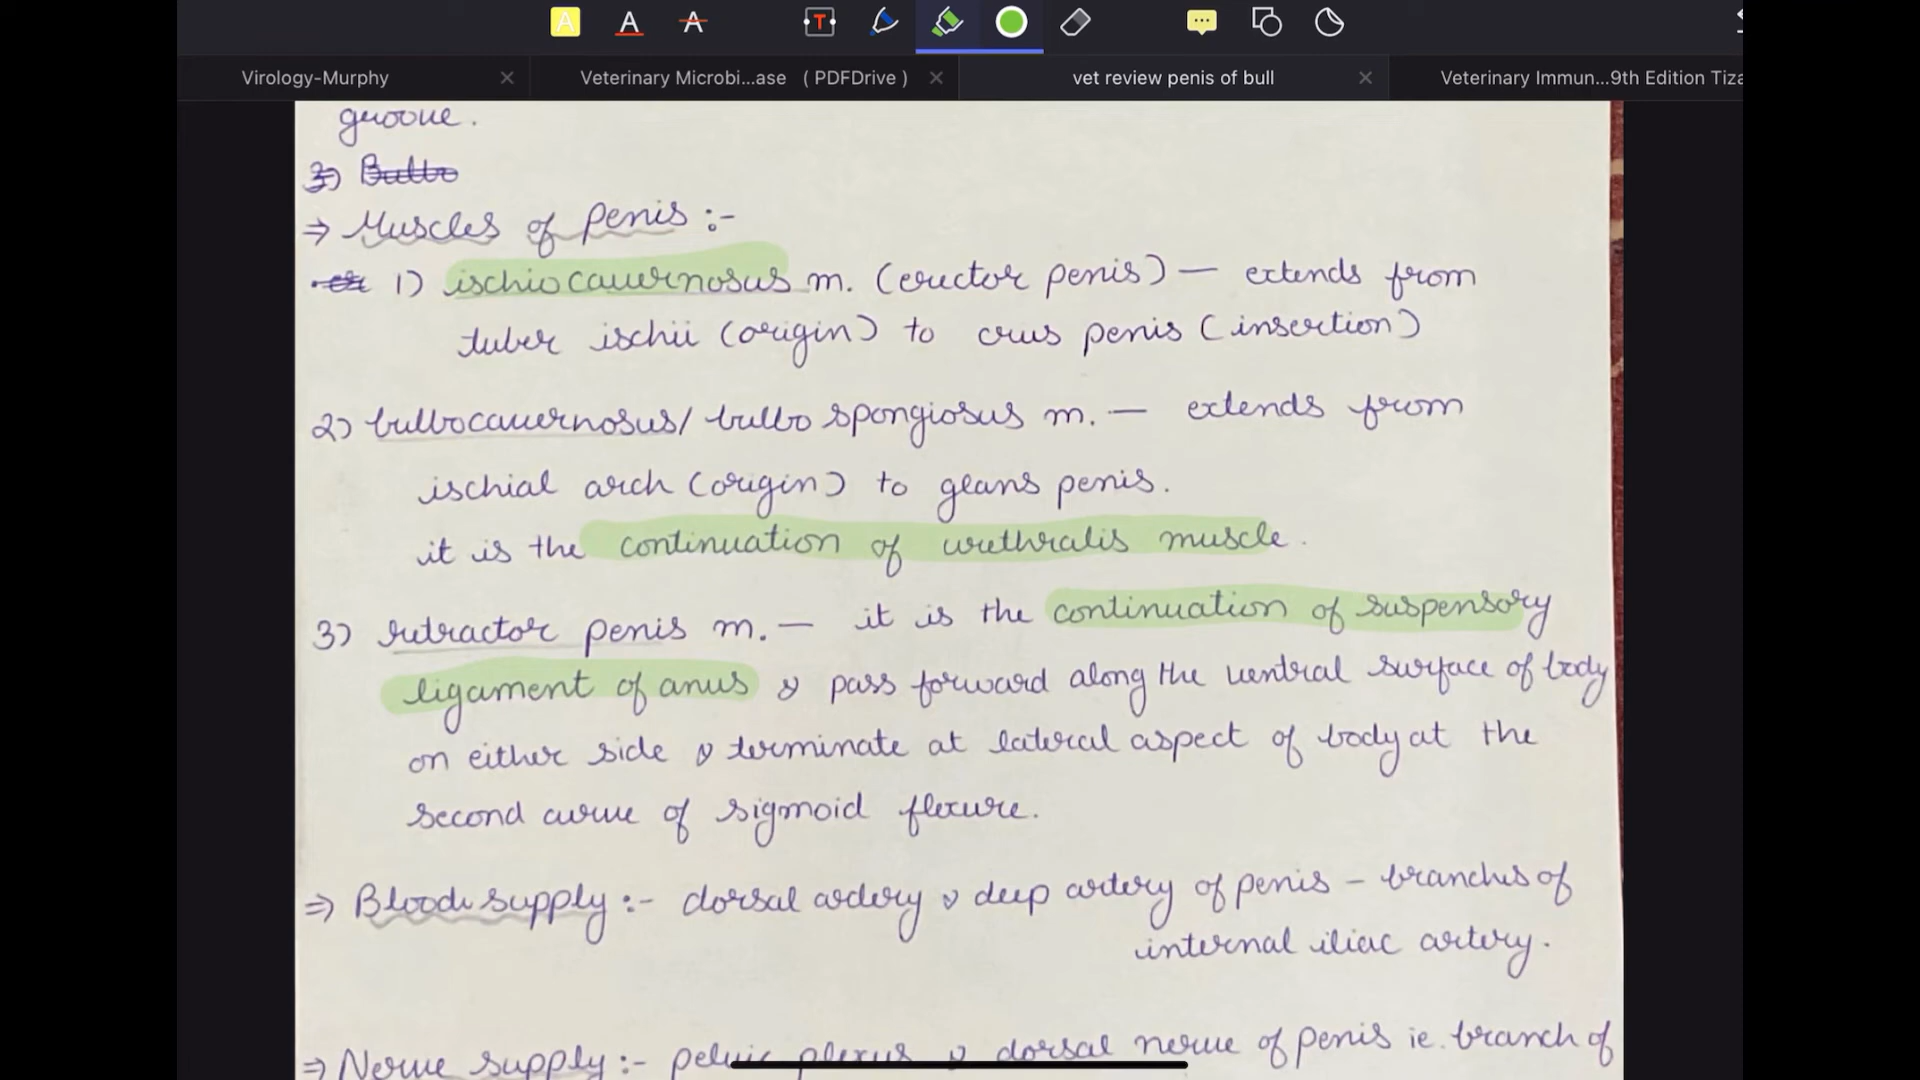 A A A T
Virology-Murphy × Veterinary Microbi...ase ( PDFDrive ) × vet review penis of bull × Veterinary Immun...9th Edition Tiza
groove.
3) Bulbo
⇒ Muscles of penis :-
1) ischiocavernosus m. (erector penis) — extends from
tuber ischii (origin) to crus penis (insertion)
2) bulbocavernosus/ bulbo spongiosus m. — extends from
ischial arch (origin) to glans penis.
it is the continuation of urethralis muscle.
3) retractor penis m. — it is the continuation of suspensory
ligament of anus & pass forward along the ventral surface of body
on either side & terminate at lateral aspect of body at the
second curve of sigmoid flexure.
⇒ Blood supply :- dorsal artery & deep artery of penis - branches of
internal iliac artery.
⇒ Nerve supply :- pelvic plexus & dorsal nerve of penis ie. branch of